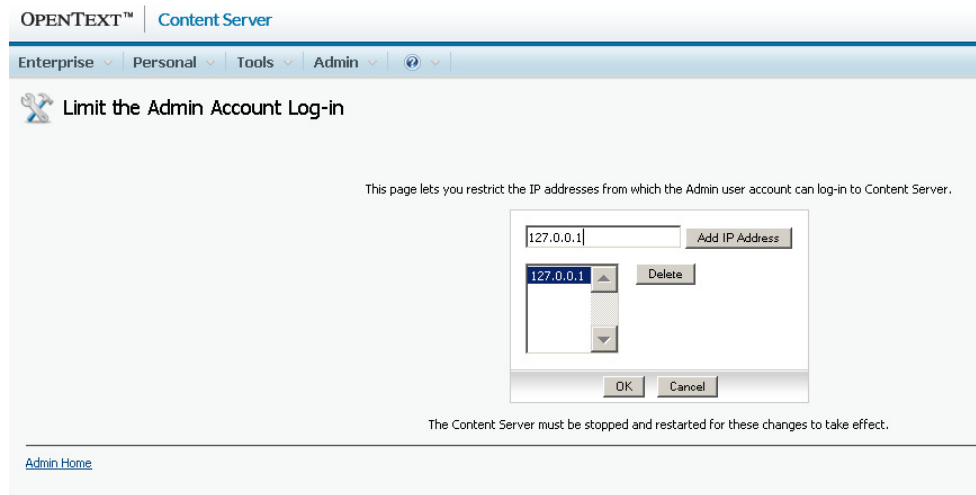 OPENTEXT™ Content Server
Enterprise Personal Tools Admin
Limit the Admin Account Log-in
This page lets you restrict the IP addresses from which the Admin user account can log-in to Content Server.
127.0.0.1 Add IP Address
127.0.0.1 Delete
OK Cancel
The Content Server must be stopped and restarted for these changes to take effect.
Admin Home